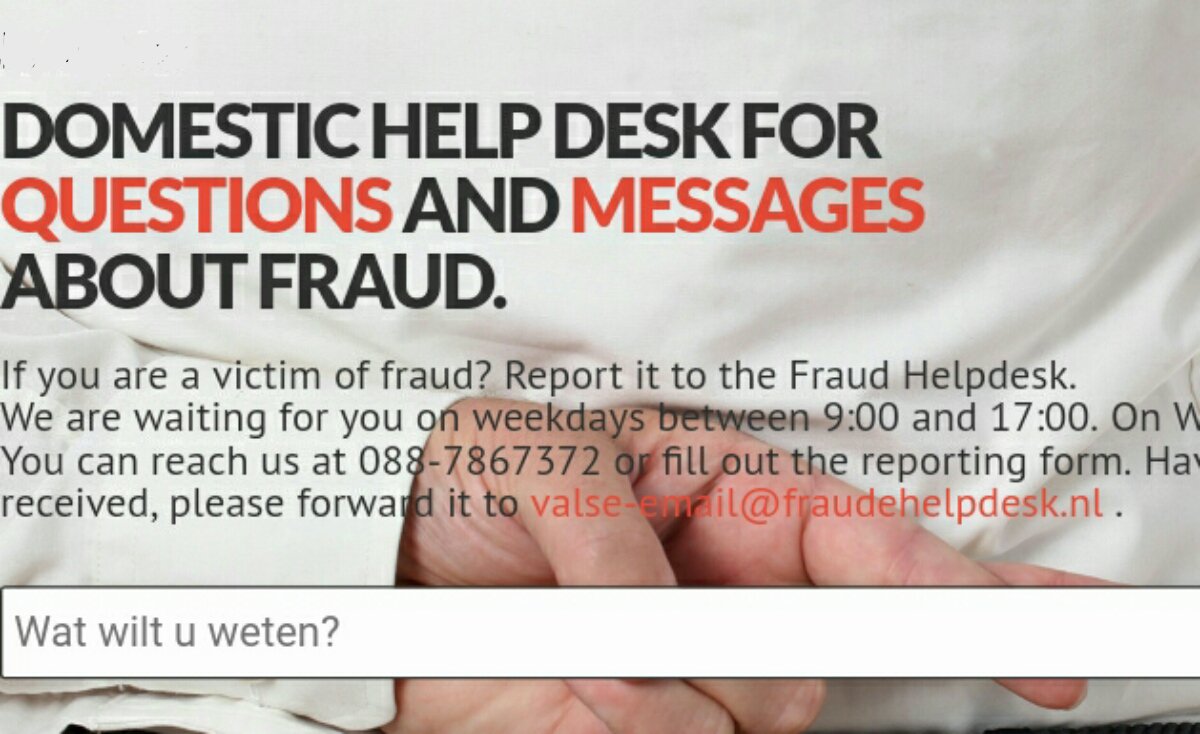 DOMESTIC HELP DESK FOR
QUESTIONS AND MESSAGES
ABOUT FRAUD.
If you are a victim of fraud? Report it to the Fraud Helpdesk.
We are waiting for you on weekdays between 9:00 and 17:00. On
You can reach us at 088-7867372 or fill out the reporting form.
received, please forward it to valse-email@fraudehelpdesk.nl .
Wat wilt u weten?